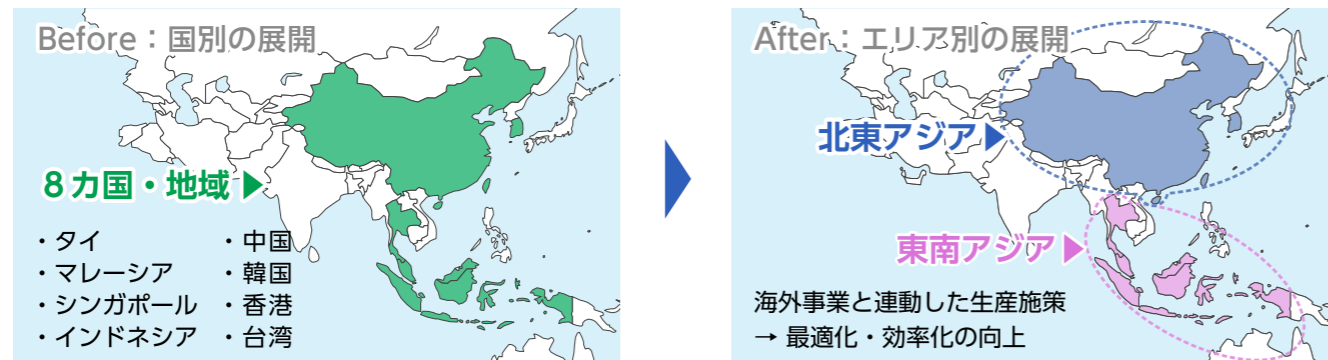 Before：国別の展開
8カ国・地域 ▶
・タイ
・マレーシア
・シンガポール
・インドネシア
・中国
・韓国
・香港
・台湾
After：エリア別の展開
北東アジア ▶
東南アジア ▶
海外事業と連動した生産施策
→ 最適化・効率化の向上